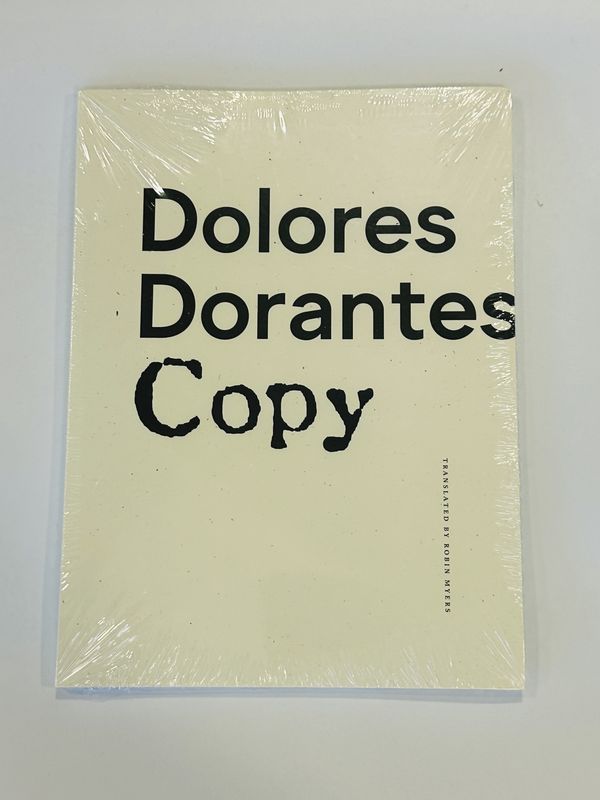 Dolores
Dorantes
Copy
TRANSLATED BY ROBIN MYERS